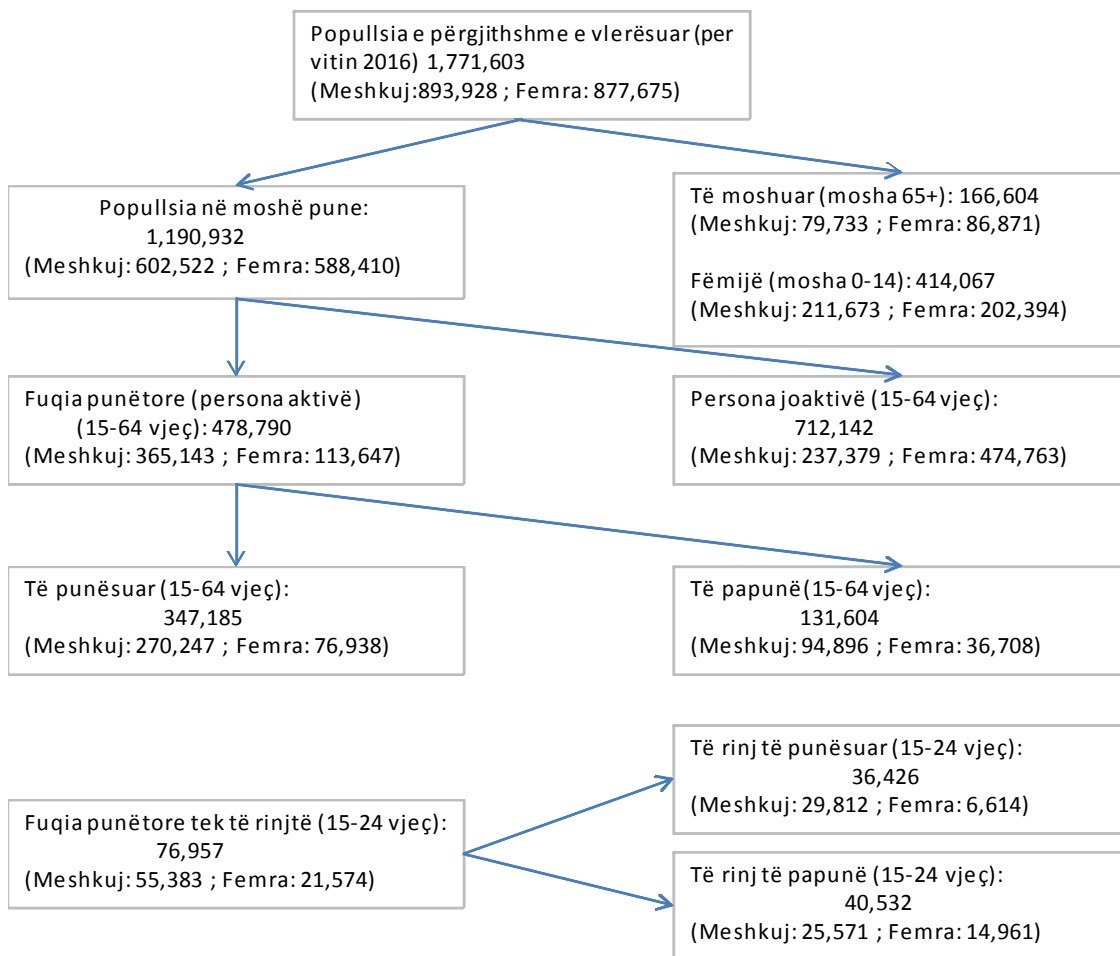 Popullsia e përgjithshme e vlerësuar (per
vitin 2016) 1,771,603
(Meshkuj:893,928 ; Femra: 877,675)
Popullsia në moshë pune:
1,190,932
(Meshkuj: 602,522 ; Femra: 588,410)
Të moshuar (mosha 65+): 166,604
(Meshkuj: 79,733 ; Femra: 86,871)
Fëmijë (mosha 0-14): 414,067
(Meshkuj: 211,673 ; Femra: 202,394)
Fuqia punëtore (persona aktivë)
(15-64 vjeç): 478,790
(Meshkuj: 365,143 ; Femra: 113,647)
Persona joaktivë (15-64 vjeç):
712,142
(Meshkuj: 237,379 ; Femra: 474,763)
Të punësuar (15-64 vjeç):
347,185
(Meshkuj: 270,247 ; Femra: 76,938)
Të papunë (15-64 vjeç):
131,604
(Meshkuj: 94,896 ; Femra: 36,708)
Të rinj të punësuar (15-24 vjeç):
36,426
(Meshkuj: 29,812 ; Femra: 6,614)
Fuqia punëtore tek të rinjtë (15-24 vjeç):
76,957
(Meshkuj: 55,383 ; Femra: 21,574)
Të rinj të papunë (15-24 vjeç):
40,532
(Meshkuj: 25,571 ; Femra: 14,961)